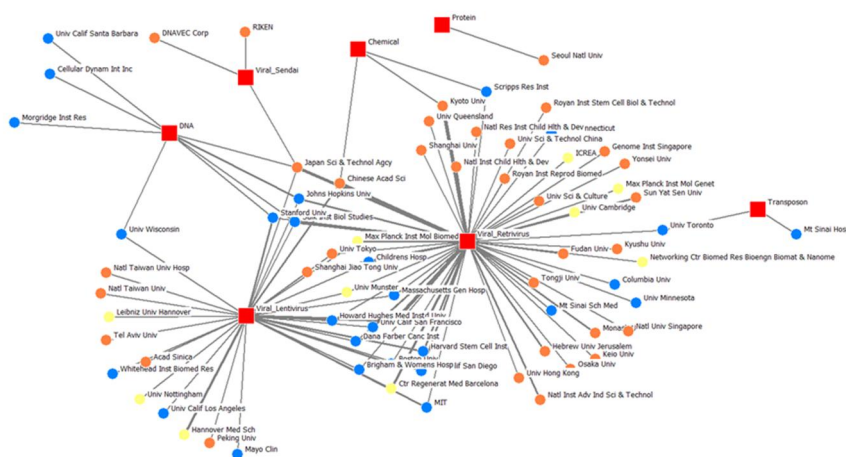 Protein
Univ Calif Santa Barbara
DNAVEC Corp
RIKEN
Chemical
Seoul Natl Univ
Cellular Dynam Int Inc
Viral_Sendai
Scripps Res Inst
Kyoto Univ
Royan Inst Stem Cell Biol & Technol
Morgridge Inst Res
DNA
Univ Queensland
Natl Res Inst Child Hlth & Dev
nnecticut
Shanghai Univ
Univ Sci & Technol China
Genome Inst Singapore
ICREA
Yonsei Univ
Japan Sci & Technol Agcy
Natl Inst Child Hlth & Dev
Royan Inst Reprod Biomed
Chinese Acad Sci
Max Planck Inst Mol Genet
Sun Yat Sen Univ
Johns Hopkins Univ
Univ Sci & Culture
Univ Cambridge
Transposon
Stanford Univ
Inst Biol Studies
Univ Wisconsin
Max Planck Inst Mol Biomed
Viral_Retrivirus
Univ Toronto
Mt Sinai Hos
Univ Tokyo
Fudan Univ
Kyushu Univ
Childrens Hosp
Networking Ctr Biomed Res Bioengn Biomat & Nanome
Natl Taiwan Univ Hosp
Shanghai Jiao Tong Univ
Tongji Univ
Columbia Univ
Natl Taiwan Univ
Univ Munster
Massachusetts Gen Hosp
Univ Minnesota
Leibniz Univ Hannover
Viral_Lentivirus
Howard Hughes Med Inst
Mt Sinai Sch Med
Univ Calif San Francisco
Tel Aviv Univ
Dana Farber Canc Inst
Natl Univ Singapore
Harvard Stem Cell Inst
Hebrew Univ Jerusalem
Acad Sinica
Keio Univ
Whitehead Inst Biomed Res
Brigham & Womens Hosp
lif San Diego
Osaka Univ
Univ Hong Kong
Ctr Regenerat Med Barcelona
Univ Nottingham
Natl Inst Adv Ind Sci & Technol
Univ Calif Los Angeles
MIT
Hannover Med Sch
Peking Univ
Mayo Clin